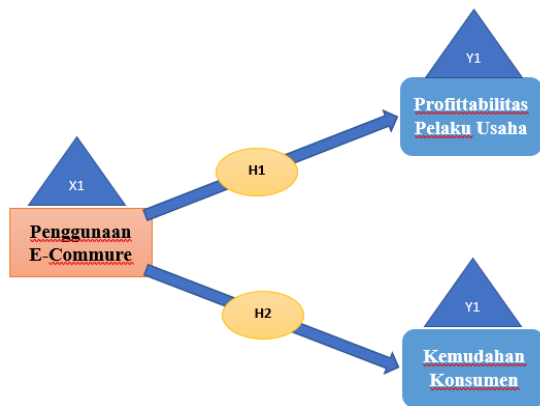 Y1
Profittabilitas
Pelaku Usaha
X1
H1
Penggunaan
E-Commure
H2
Y1
Kemudahan
Konsumen